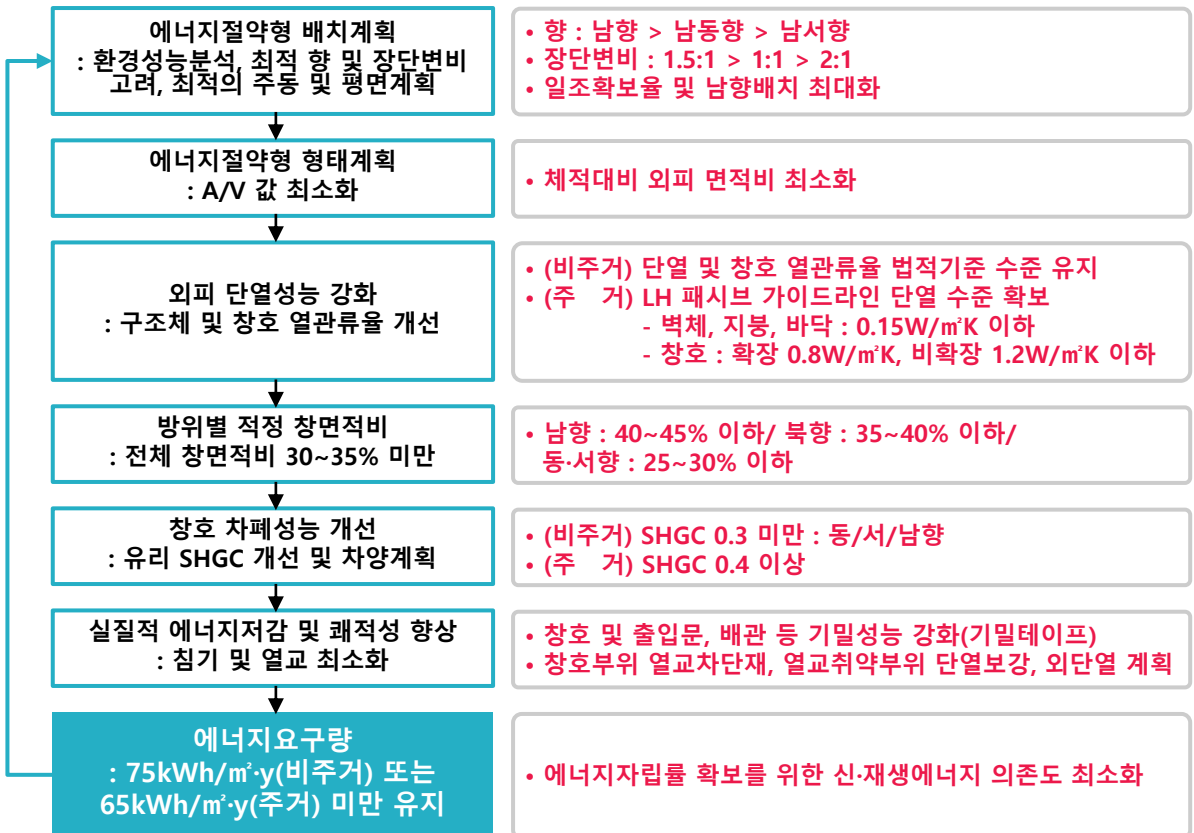 에너지절약형 배치계획
: 환경성능분석, 최적 향 및 장단변비
고려, 최적의 주동 및 평면계획
• 향 : 남향 > 남동향 > 남서향
• 장단변비 : 1.5:1 > 1:1 > 2:1
• 일조확보율 및 남향배치 최대화
에너지절약형 형태계획
: A/V 값 최소화
• 체적대비 외피 면적비 최소화
외피 단열성능 강화
: 구조체 및 창호 열관류율 개선
• (비주거) 단열 및 창호 열관류율 법적기준 수준 유지
• (주 거) LH 패시브 가이드라인 단열 수준 확보
- 벽체, 지붕, 바닥 : 0.15W/㎡K 이하
- 창호 : 확장 0.8W/㎡K, 비확장 1.2W/㎡K 이하
방위별 적정 창면적비
: 전체 창면적비 30~35% 미만
• 남향 : 40~45% 이하/ 북향 : 35~40% 이하/
동·서향 : 25~30% 이하
창호 차폐성능 개선
: 유리 SHGC 개선 및 차양계획
• (비주거) SHGC 0.3 미만 : 동/서/남향
• (주 거) SHGC 0.4 이상
실질적 에너지저감 및 쾌적성 향상
: 침기 및 열교 최소화
• 창호 및 출입문, 배관 등 기밀성능 강화(기밀테이프)
• 창호부위 열교차단재, 열교취약부위 단열보강, 외단열 계획
에너지요구량
: 75kWh/㎡·y(비주거) 또는
65kWh/㎡·y(주거) 미만 유지
• 에너지자립률 확보를 위한 신·재생에너지 의존도 최소화